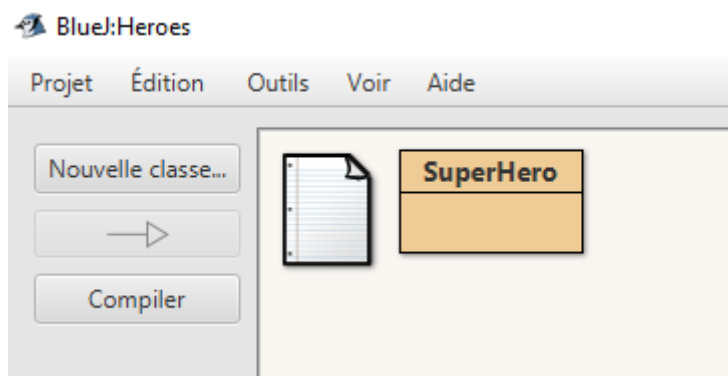 BlueJ:Heroes
Projet Édition Outils Voir Aide
Nouvelle classe...
SuperHero
Compiler